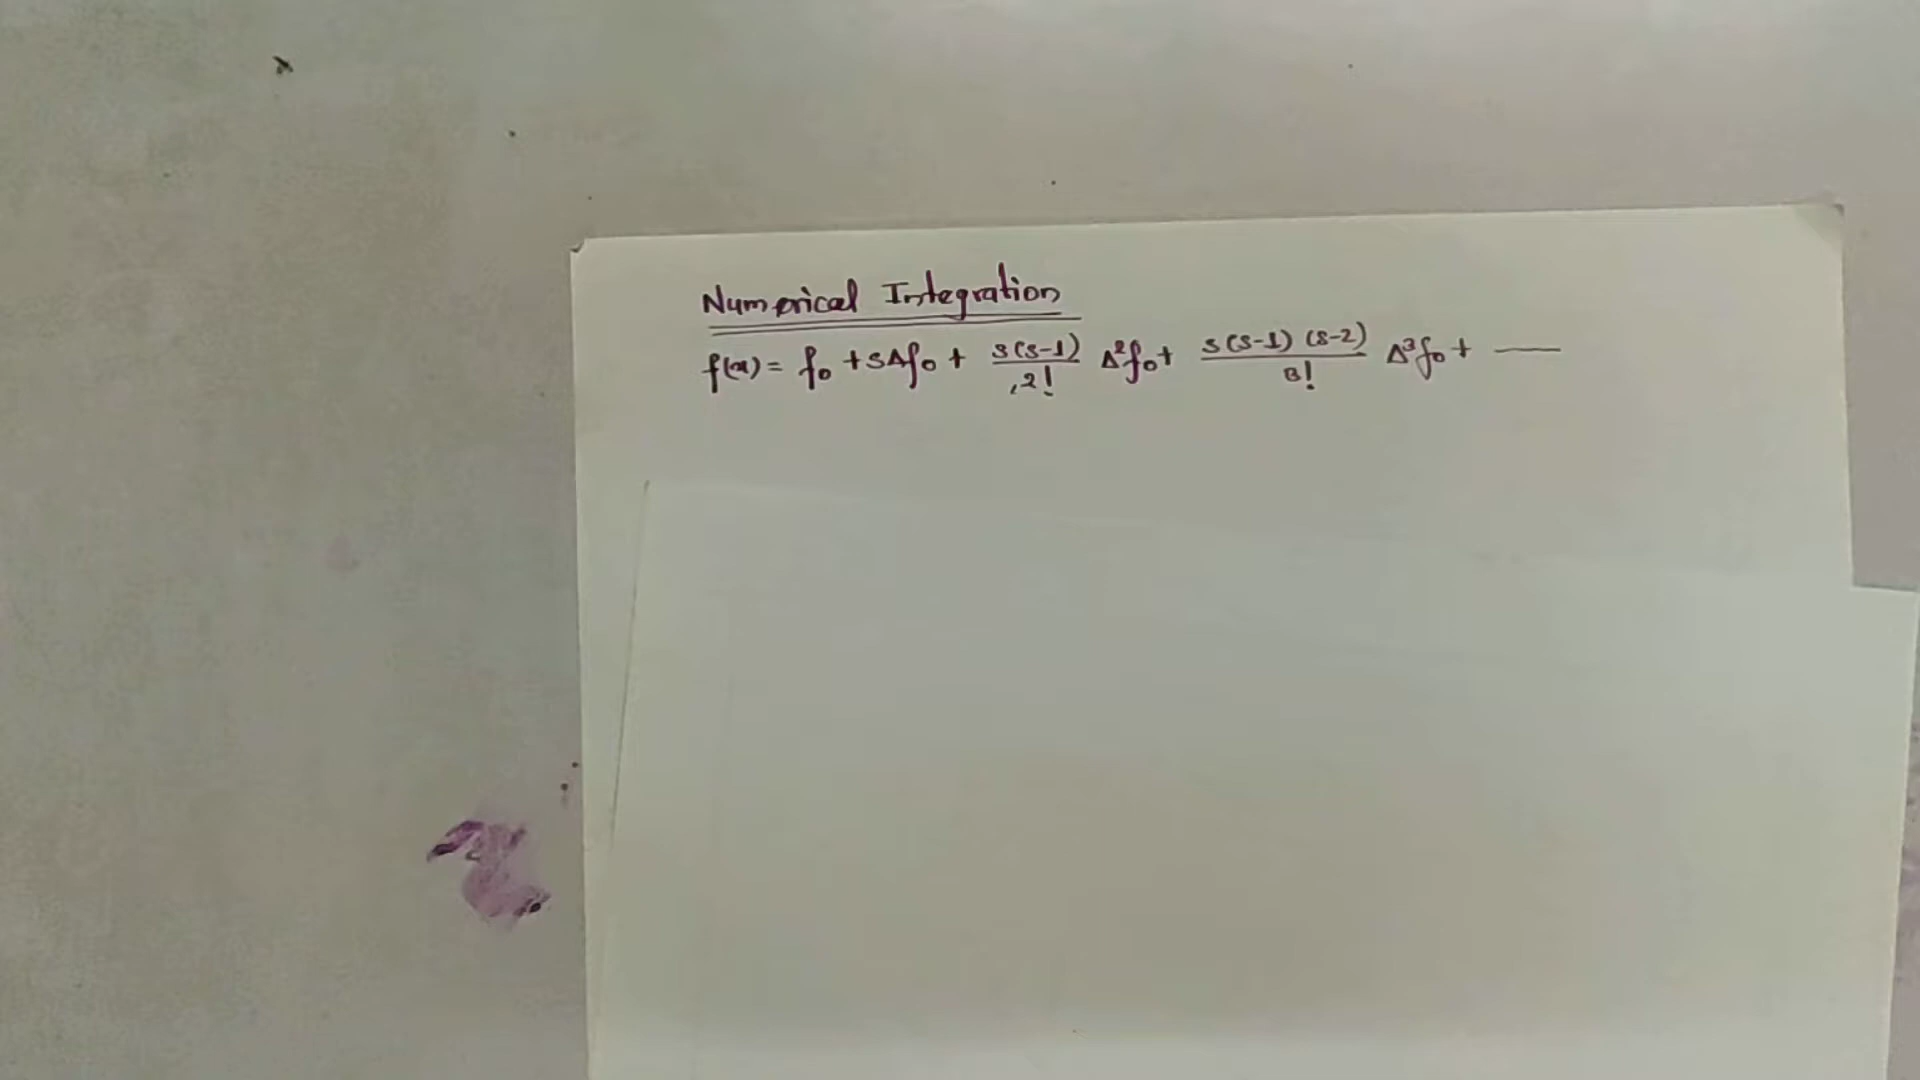 Numerical Integration
f(x) = f₀ + sΔf₀ + s(s-1)/2! Δ²f₀ + s(s-1)(s-2)/3! Δ³f₀ + ——